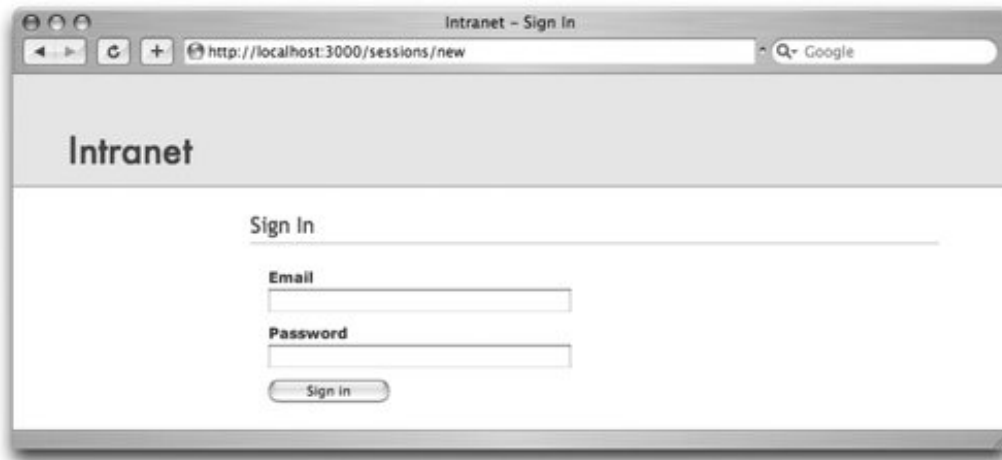 Intranet – Sign In
http://localhost:3000/sessions/new
Google
Intranet
Sign In
Email
Password
Sign in